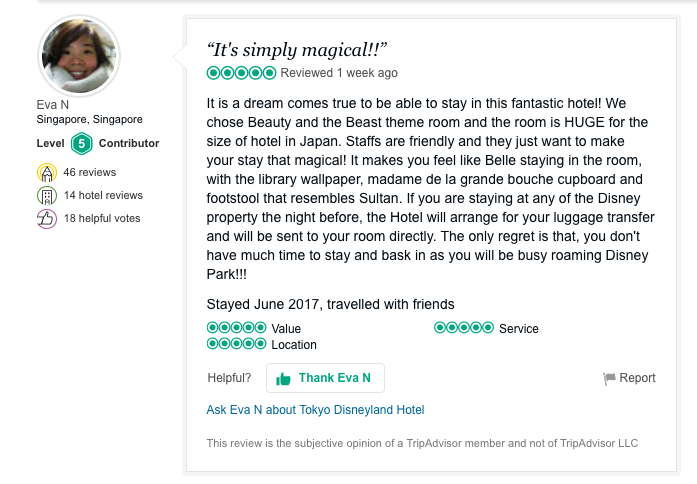 Eva N
Singapore, Singapore
Level 5 Contributor
46 reviews
14 hotel reviews
18 helpful votes
“It's simply magical!!”
Reviewed 1 week ago
It is a dream comes true to be able to stay in this fantastic hotel! We
chose Beauty and the Beast theme room and the room is HUGE for the
size of hotel in Japan. Staffs are friendly and they just want to make
your stay that magical! It makes you feel like Belle staying in the room,
with the library wallpaper, madame de la grande bouche cupboard and
footstool that resembles Sultan. If you are staying at any of the Disney
property the night before, the Hotel will arrange for your luggage transfer
and will be sent to your room directly. The only regret is that, you don't
have much time to stay and bask in as you will be busy roaming Disney
Park!!!
Stayed June 2017, travelled with friends
Value
Service
Location
Helpful?
Thank Eva N
Report
Ask Eva N about Tokyo Disneyland Hotel
This review is the subjective opinion of a TripAdvisor member and not of TripAdvisor LLC